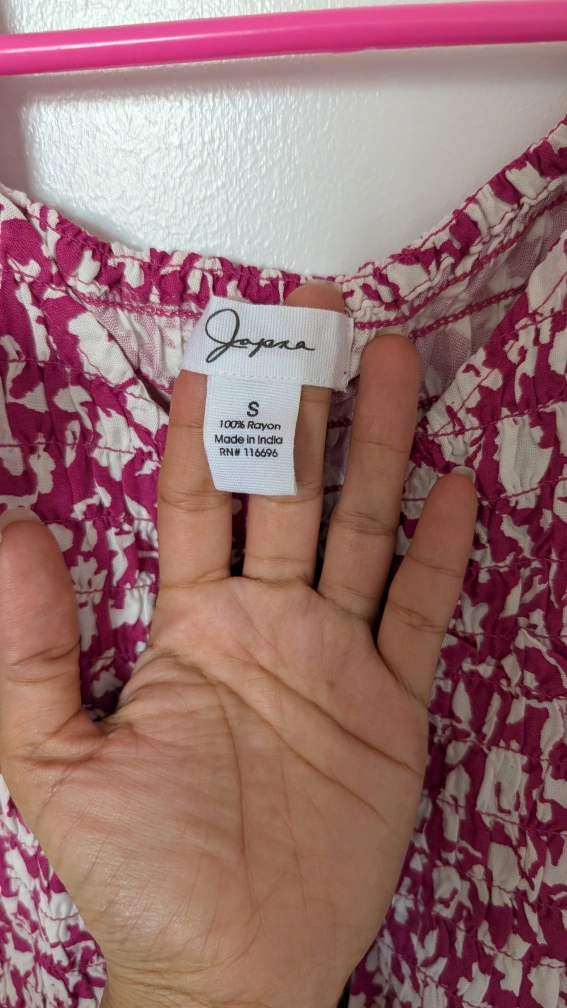 Japna
S
100% Rayon
Made in India
RN# 116696